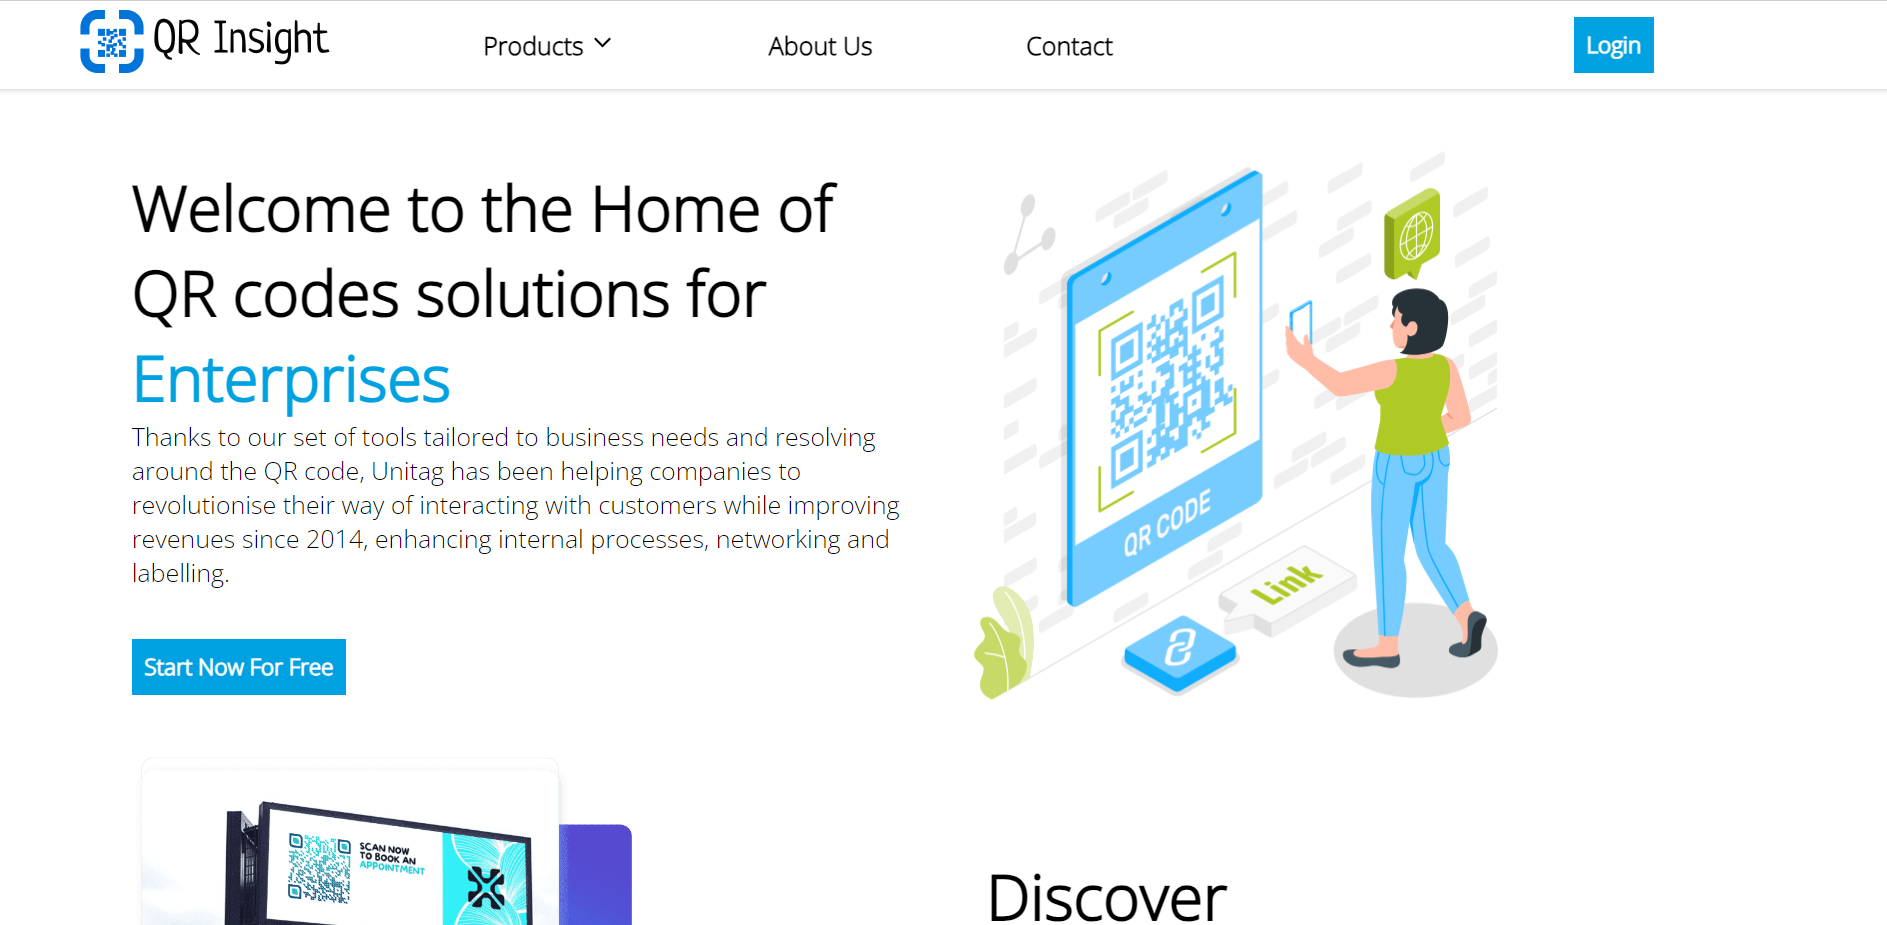 QR Insight
Products
About Us
Contact
Login
Welcome to the Home of
QR codes solutions for
Enterprises
Thanks to our set of tools tailored to business needs and resolving
around the QR code, Unitag has been helping companies to
revolutionise their way of interacting with customers while improving
revenues since 2014, enhancing internal processes, networking and
labelling.
Start Now For Free
QR CODE
Link
SCAN NOW
TO BOOK AN
APPOINTMENT
Discover